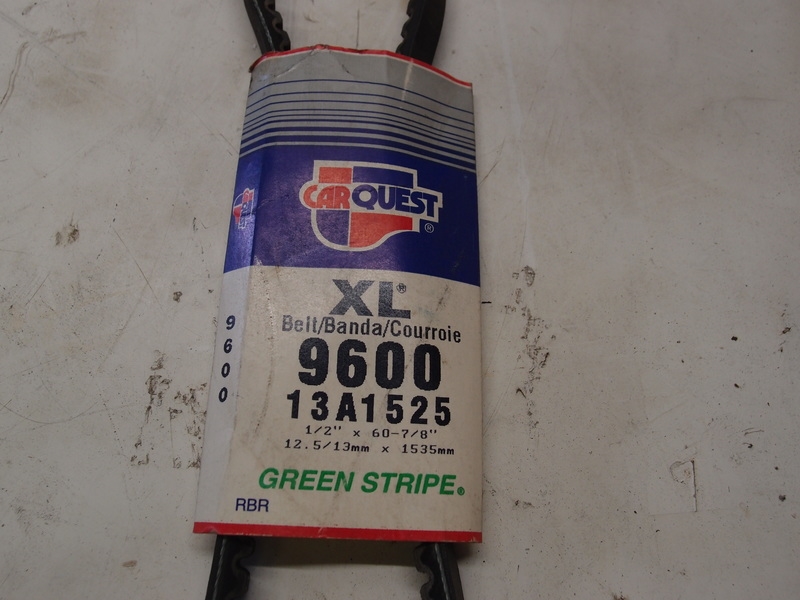 CARQUEST®
XL®
Belt/Banda/Courroie
9600
13A1525
1/2" x 60-7/8"
12.5/13mm x 1535mm
GREEN STRIPE®
RBR
9600